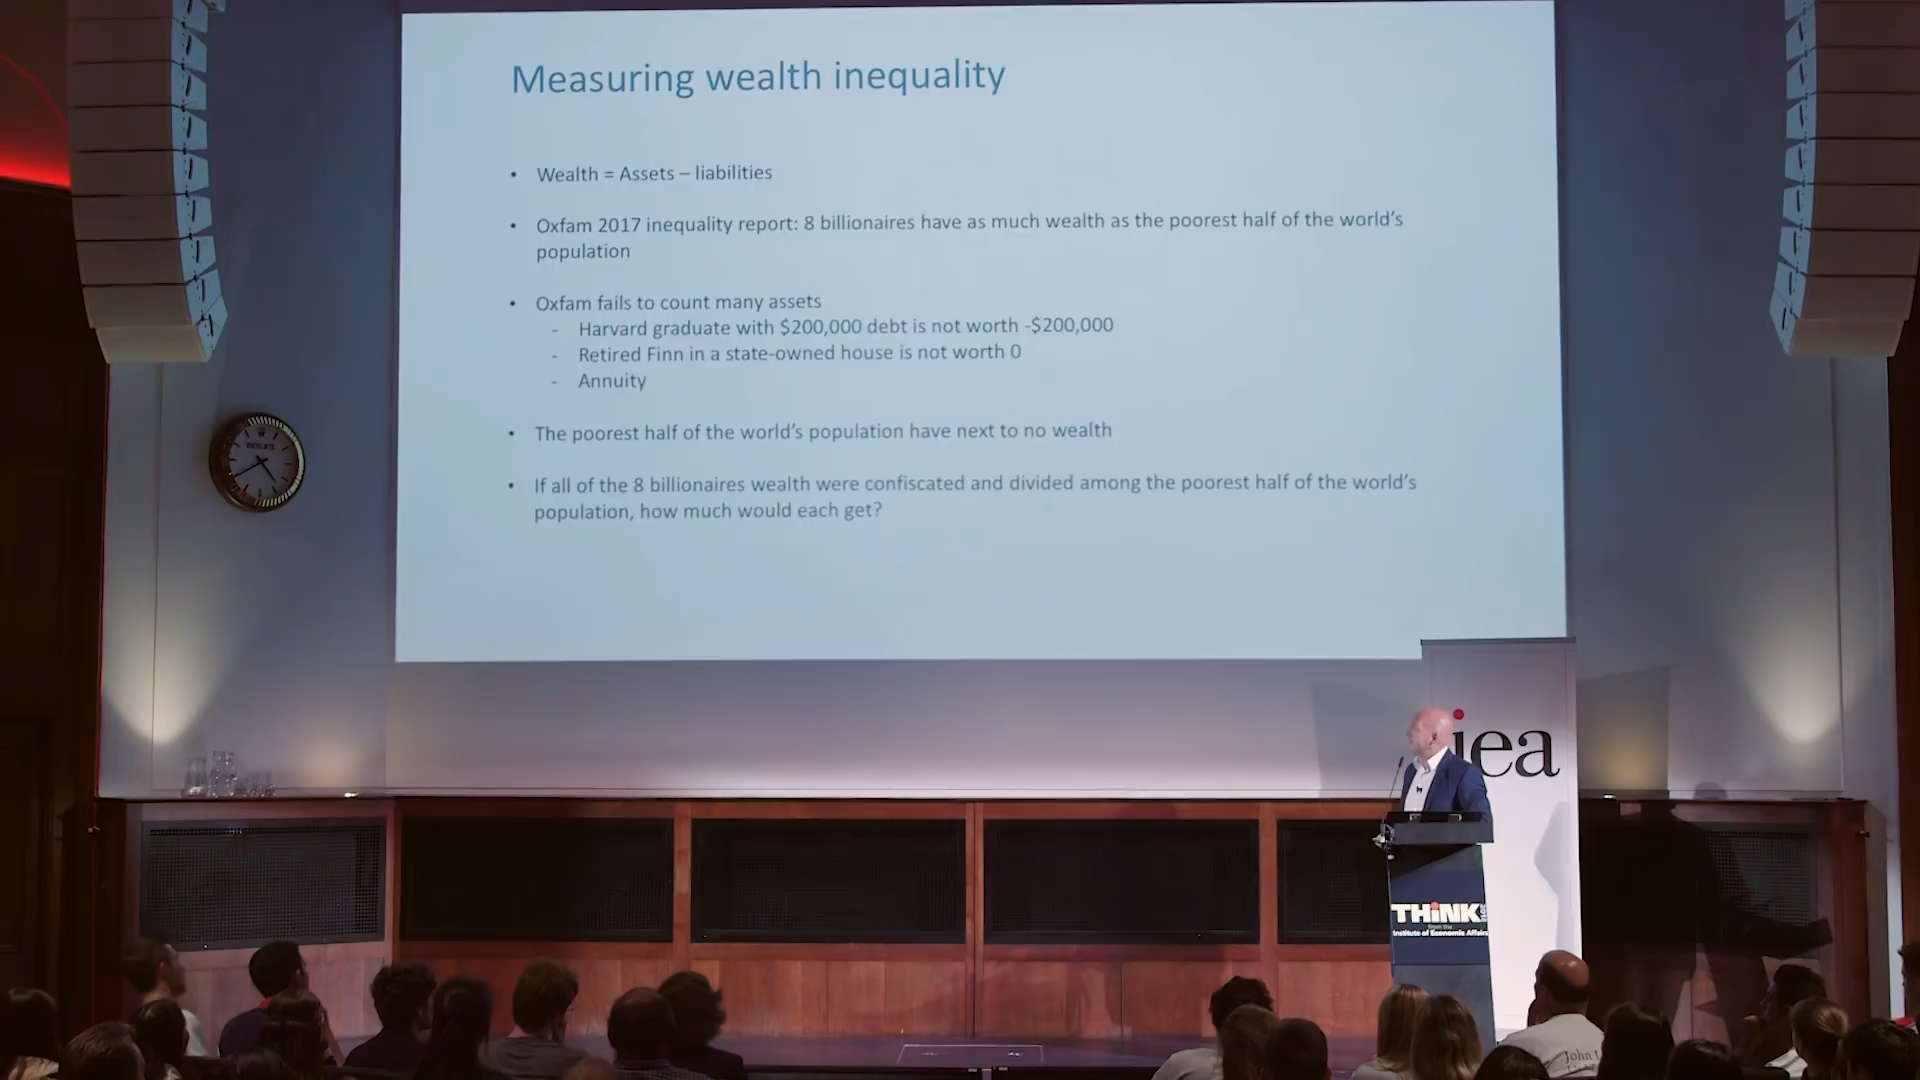 Measuring wealth inequality
• Wealth = Assets – liabilities
• Oxfam 2017 inequality report: 8 billionaires have as much wealth as the poorest half of the world's
population
• Oxfam fails to count many assets
- Harvard graduate with $200,000 debt is not worth -$200,000
- Retired Finn in a state-owned house is not worth 0
- Annuity
• The poorest half of the world's population have next to no wealth
• If all of the 8 billionaires wealth were confiscated and divided among the poorest half of the world's
population, how much would each get?
ROLEX
iea
THiNK
from the
Institute of Economic Affairs
John